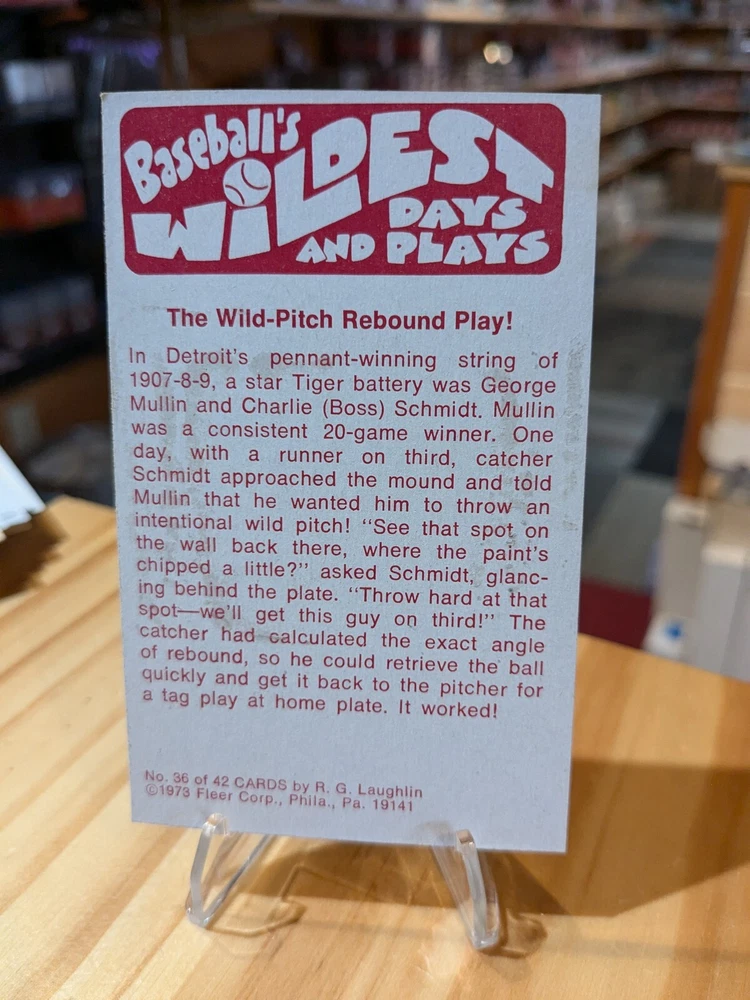 Baseball's
WiLDEST
DAYS
AND PLAYS
The Wild-Pitch Rebound Play!
In Detroit's pennant-winning string of
1907-8-9, a star Tiger battery was George
Mullin and Charlie (Boss) Schmidt. Mullin
was a consistent 20-game winner. One
day, with a runner on third, catcher
Schmidt approached the mound and told
Mullin that he wanted him to throw an
intentional wild pitch! “See that spot on
the wall back there, where the paint's
chipped a little?” asked Schmidt, glanc-
ing behind the plate. “Throw hard at that
spot—we'll get this guy on third!” The
catcher had calculated the exact angle
of rebound, so he could retrieve the ball
quickly and get it back to the pitcher for
a tag play at home plate. It worked!
No. 36 of 42 CARDS by R. G. Laughlin
©1973 Fleer Corp., Phila., Pa. 19141